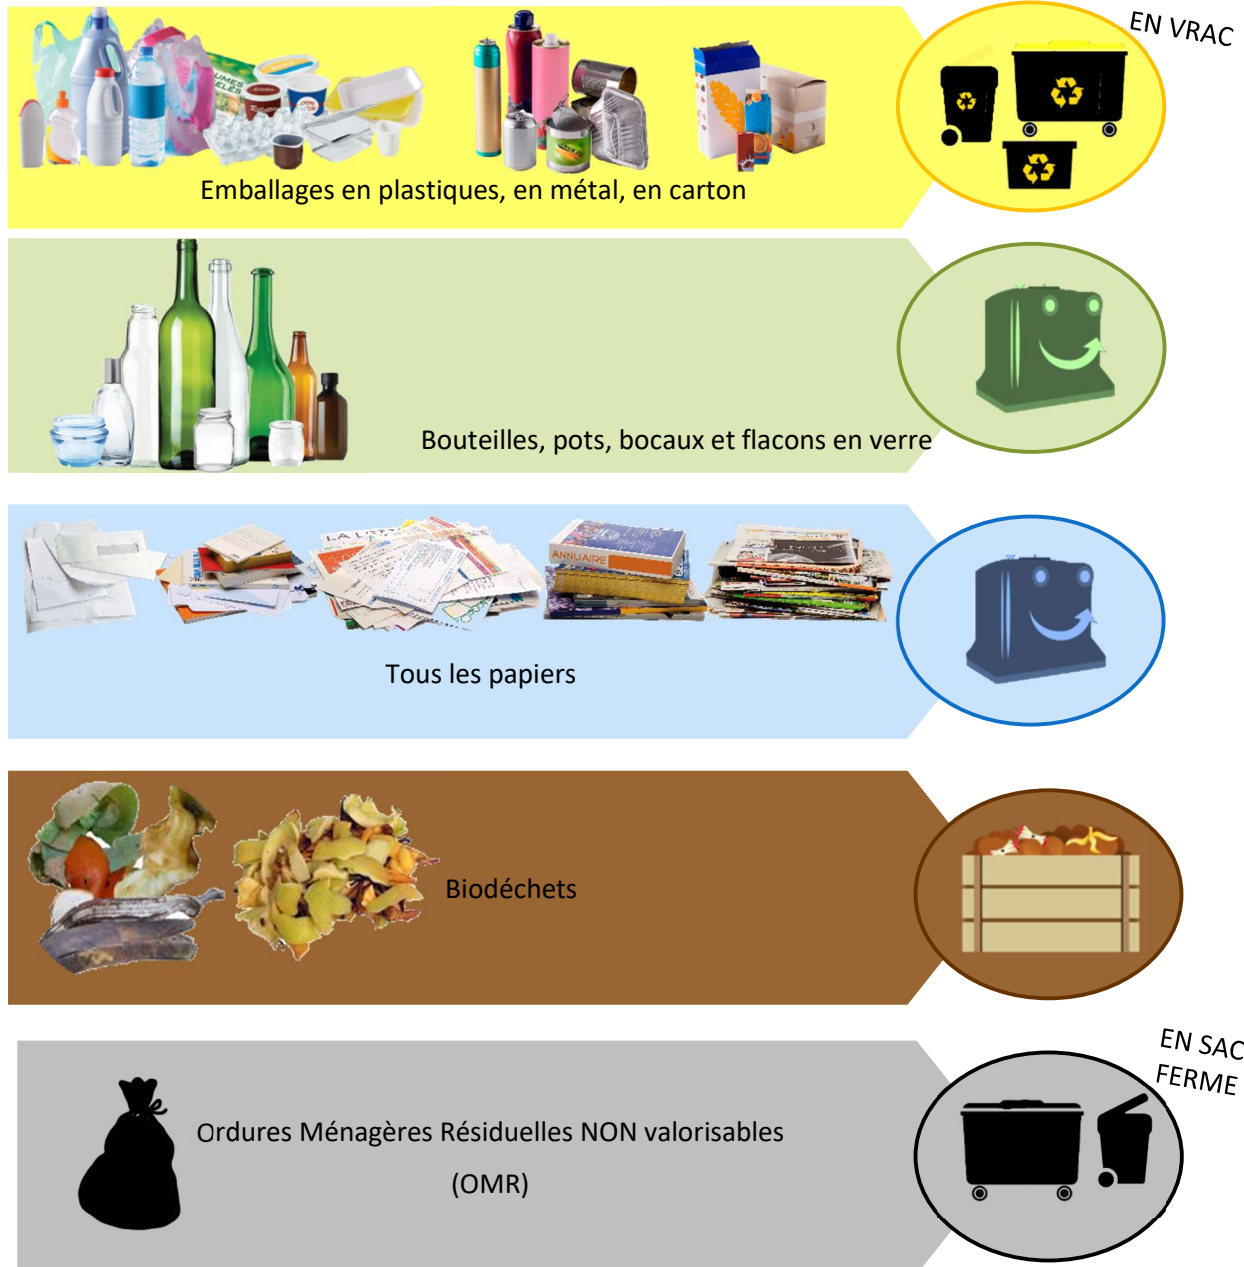 EN VRAC
Emballages en plastiques, en métal, en carton
Bouteilles, pots, bocaux et flacons en verre
ANNUAIRE
Tous les papiers
Biodéchets
EN SAC
FERME
Ordures Ménagères Résiduelles NON valorisables
(OMR)